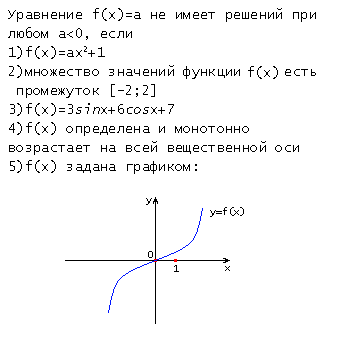 Уравнение f(x)=a не имеет решений при
любом a<0, если
1)f(x)=ax²+1
2)множество значений функции f(x) есть
промежуток [-2;2]
3)f(x)=3sinx+6cosx+7
4)f(x) определена и монотонно
возрастает на всей вещественной оси
5)f(x) задана графиком:
y
y=f(x)
0
1
x